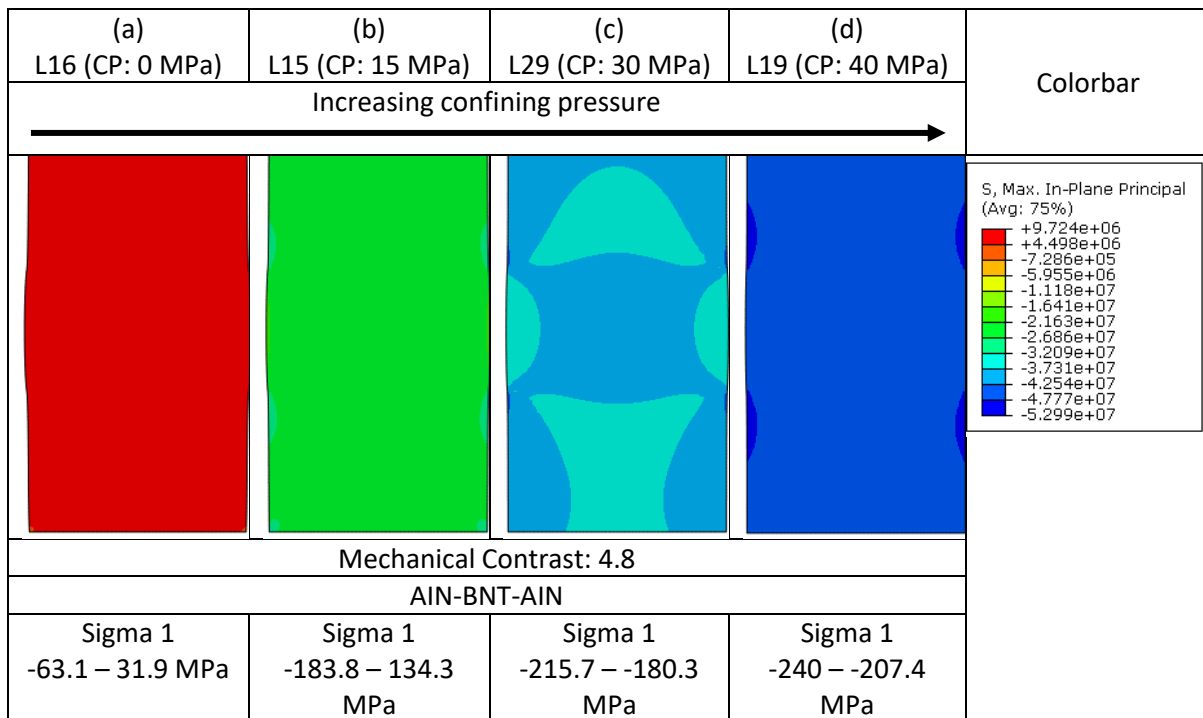 (a)
L16 (CP: 0 MPa)
(b)
L15 (CP: 15 MPa)
(c)
L29 (CP: 30 MPa)
(d)
L19 (CP: 40 MPa)
Colorbar
Increasing confining pressure
S, Max. In-Plane Principal
(Avg: 75%)
+9.724e+06
+4.498e+06
-7.286e+05
-5.955e+06
-1.118e+07
-1.641e+07
-2.163e+07
-2.686e+07
-3.209e+07
-3.731e+07
-4.254e+07
-4.777e+07
-5.299e+07
Mechanical Contrast: 4.8
AIN-BNT-AIN
Sigma 1
-63.1 – 31.9 MPa
Sigma 1
-183.8 – 134.3
MPa
Sigma 1
-215.7 – -180.3
MPa
Sigma 1
-240 – -207.4
MPa